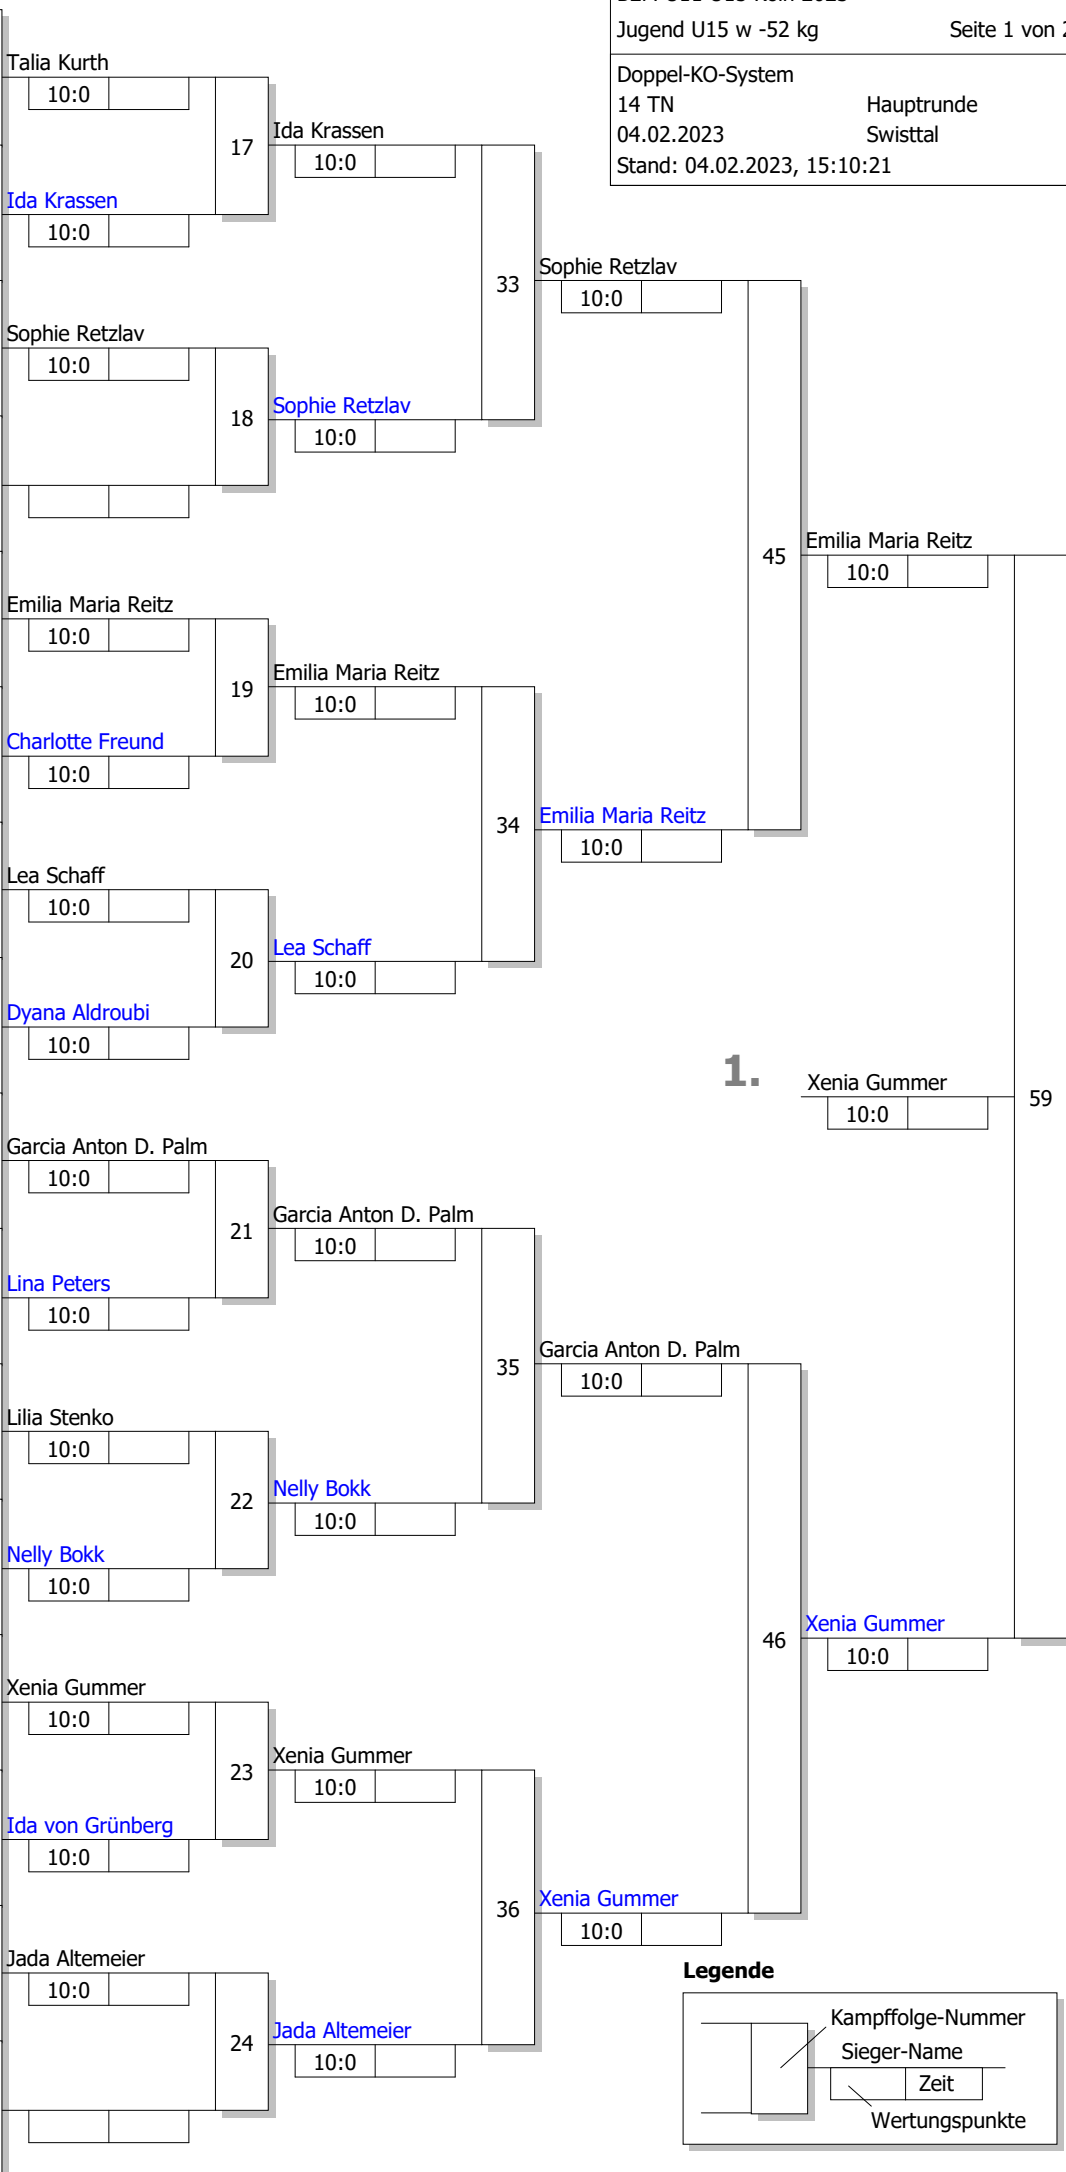 Jugend U15 w -52 kg Seite 1 von
Doppel-KO-System
14 TN Hauptrunde
04.02.2023 Swisttal
Stand: 04.02.2023, 15:10:21
Talia Kurth
10:0
17
Ida Krassen
10:0
Ida Krassen
10:0
33
Sophie Retzlav
10:0
Sophie Retzlav
10:0
18
Sophie Retzlav
10:0
45
Emilia Maria Reitz
10:0
Emilia Maria Reitz
10:0
19
Emilia Maria Reitz
10:0
Charlotte Freund
10:0
34
Emilia Maria Reitz
10:0
Lea Schaff
10:0
20
Lea Schaff
10:0
Dyana Aldroubi
10:0
1.
Xenia Gummer
10:0
59
Garcia Anton D. Palm
10:0
21
Garcia Anton D. Palm
10:0
Lina Peters
10:0
35
Garcia Anton D. Palm
10:0
Lilia Stenko
10:0
22
Nelly Bokk
10:0
Nelly Bokk
10:0
46
Xenia Gummer
10:0
Xenia Gummer
10:0
23
Xenia Gummer
10:0
Ida von Grünberg
10:0
36
Xenia Gummer
10:0
Jada Altemeier
10:0
24
Jada Altemeier
10:0
Legende
Kampffolge-Nummer
Sieger-Name
Zeit
Wertungspunkte